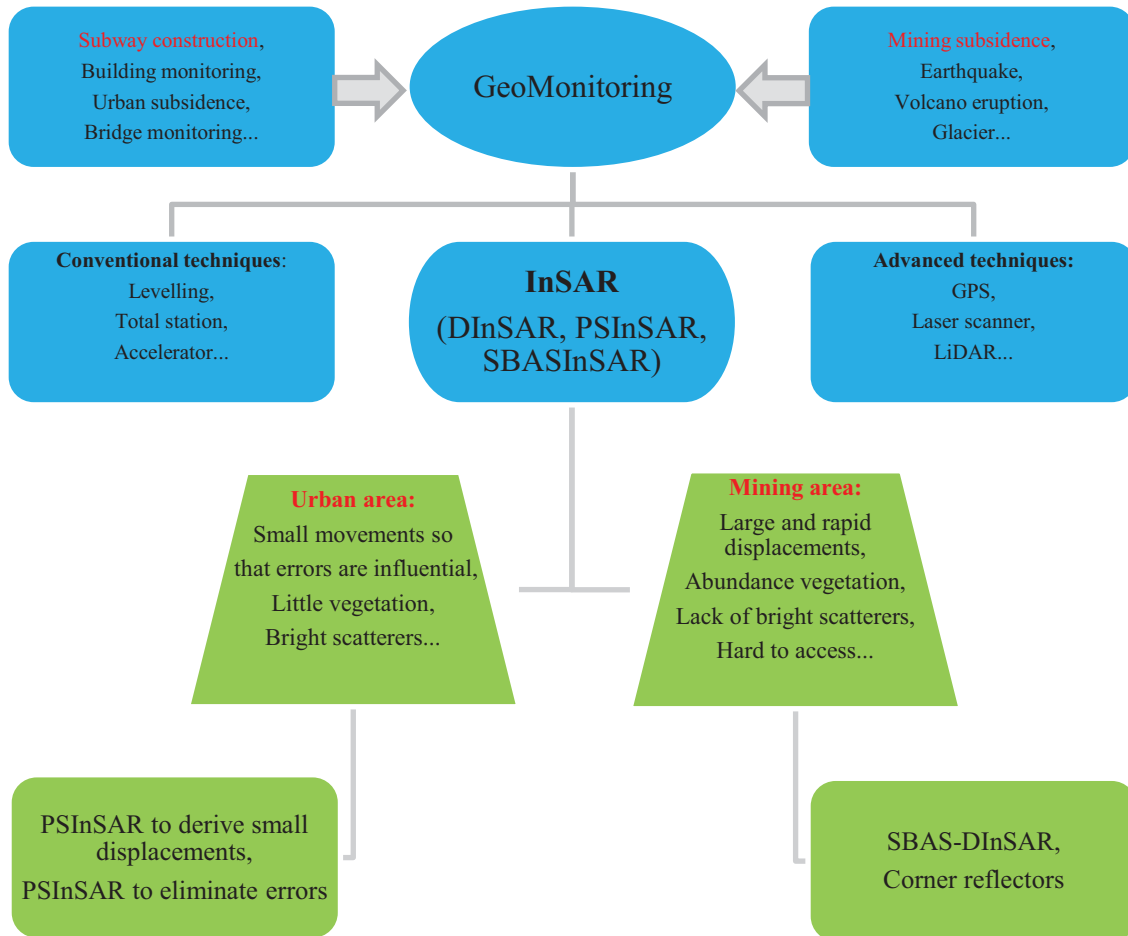 Subway construction,
Building monitoring,
Urban subsidence,
Bridge monitoring...
GeoMonitoring
Mining subsidence,
Earthquake,
Volcano eruption,
Glacier...
Conventional techniques:
Levelling,
Total station,
Accelerator...
InSAR
(DInSAR, PSInSAR,
SBASInSAR)
Advanced techniques:
GPS,
Laser scanner,
LiDAR...
Urban area:
Small movements so
that errors are influential,
Little vegetation,
Bright scatterers...
Mining area:
Large and rapid
displacements,
Abundance vegetation,
Lack of bright scatterers,
Hard to access...
PSInSAR to derive small
displacements,
PSInSAR to eliminate errors
SBAS-DInSAR,
Corner reflectors